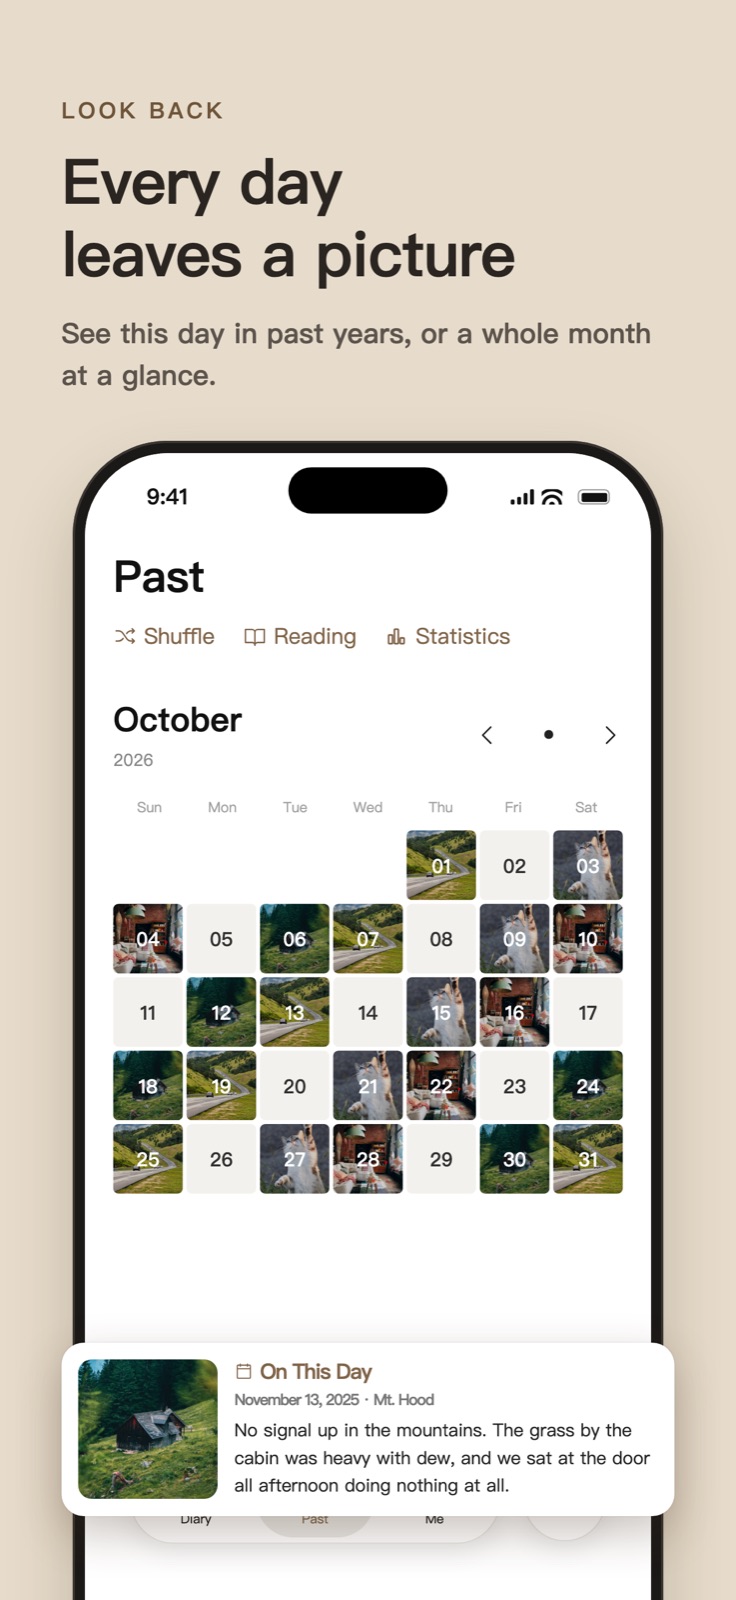 LOOK BACK
Every day
leaves a picture
See this day in past years, or a whole month
at a glance.
9:41
Past
Shuffle Reading Statistics
October
2026
Sun Mon Tue Wed Thu Fri Sat
01 02 03
04 05 06 07 08 09 10
11 12 13 14 15 16 17
18 19 20 21 22 23 24
25 26 27 28 29 30 31
On This Day
November 13, 2025 · Mt. Hood
No signal up in the mountains. The grass by the
cabin was heavy with dew, and we sat at the door
all afternoon doing nothing at all.
Diary Past Me